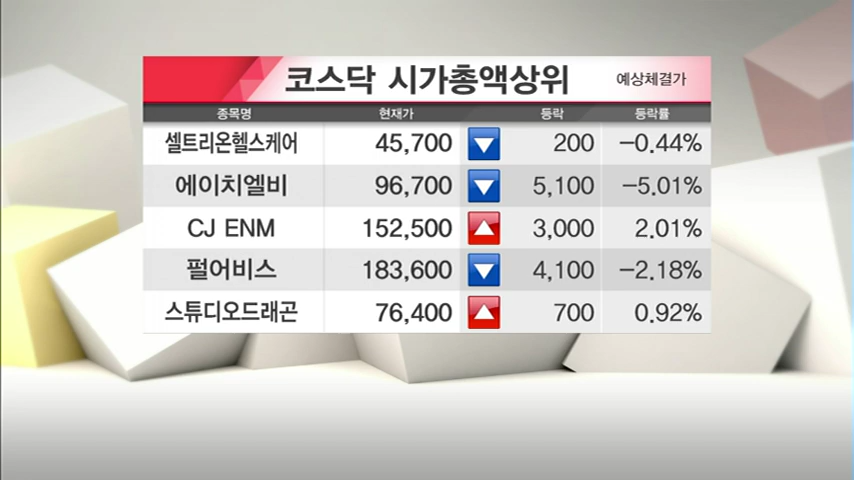 코스닥 시가총액상위 예상체결가
종목명 현재가 등락 등락률
셀트리온헬스케어 45,700 ▼ 200 -0.44%
에이치엘비 96,700 ▼ 5,100 -5.01%
CJ ENM 152,500 ▲ 3,000 2.01%
펄어비스 183,600 ▼ 4,100 -2.18%
스튜디오드래곤 76,400 ▲ 700 0.92%